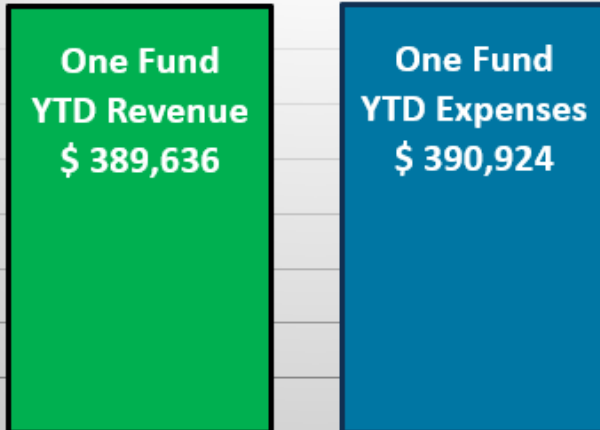 One Fund
YTD Revenue
$ 389,636
One Fund
YTD Expenses
$ 390,924